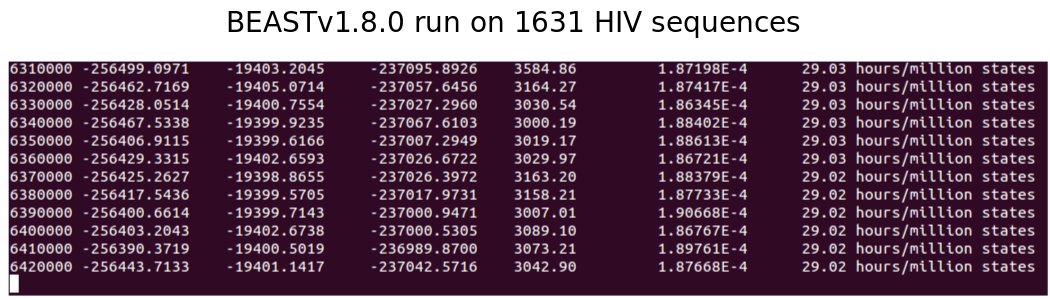 BEASTv1.8.0 run on 1631 HIV sequences
6310000 -256499.0971 -19403.2045 -237095.8926 3584.86 1.87198E-4 29.03 hours/million states
6320000 -256462.7169 -19405.0714 -237057.6456 3164.27 1.87417E-4 29.03 hours/million states
6330000 -256428.0514 -19400.7554 -237027.2960 3030.54 1.86345E-4 29.03 hours/million states
6340000 -256467.5338 -19399.9235 -237067.6103 3000.19 1.88402E-4 29.03 hours/million states
6350000 -256406.9115 -19399.6166 -237007.2949 3019.17 1.88613E-4 29.03 hours/million states
6360000 -256429.3315 -19402.6593 -237026.6722 3029.97 1.86721E-4 29.03 hours/million states
6370000 -256425.2627 -19398.8655 -237026.3972 3163.20 1.88379E-4 29.02 hours/million states
6380000 -256417.5436 -19399.5705 -237017.9731 3158.21 1.87733E-4 29.02 hours/million states
6390000 -256400.6614 -19399.7143 -237000.9471 3007.01 1.90668E-4 29.02 hours/million states
6400000 -256403.2043 -19402.6738 -237000.5305 3089.10 1.86767E-4 29.02 hours/million states
6410000 -256390.3719 -19400.5019 -236989.8700 3073.21 1.89761E-4 29.02 hours/million states
6420000 -256443.7133 -19401.1417 -237042.5716 3042.90 1.87668E-4 29.02 hours/million states